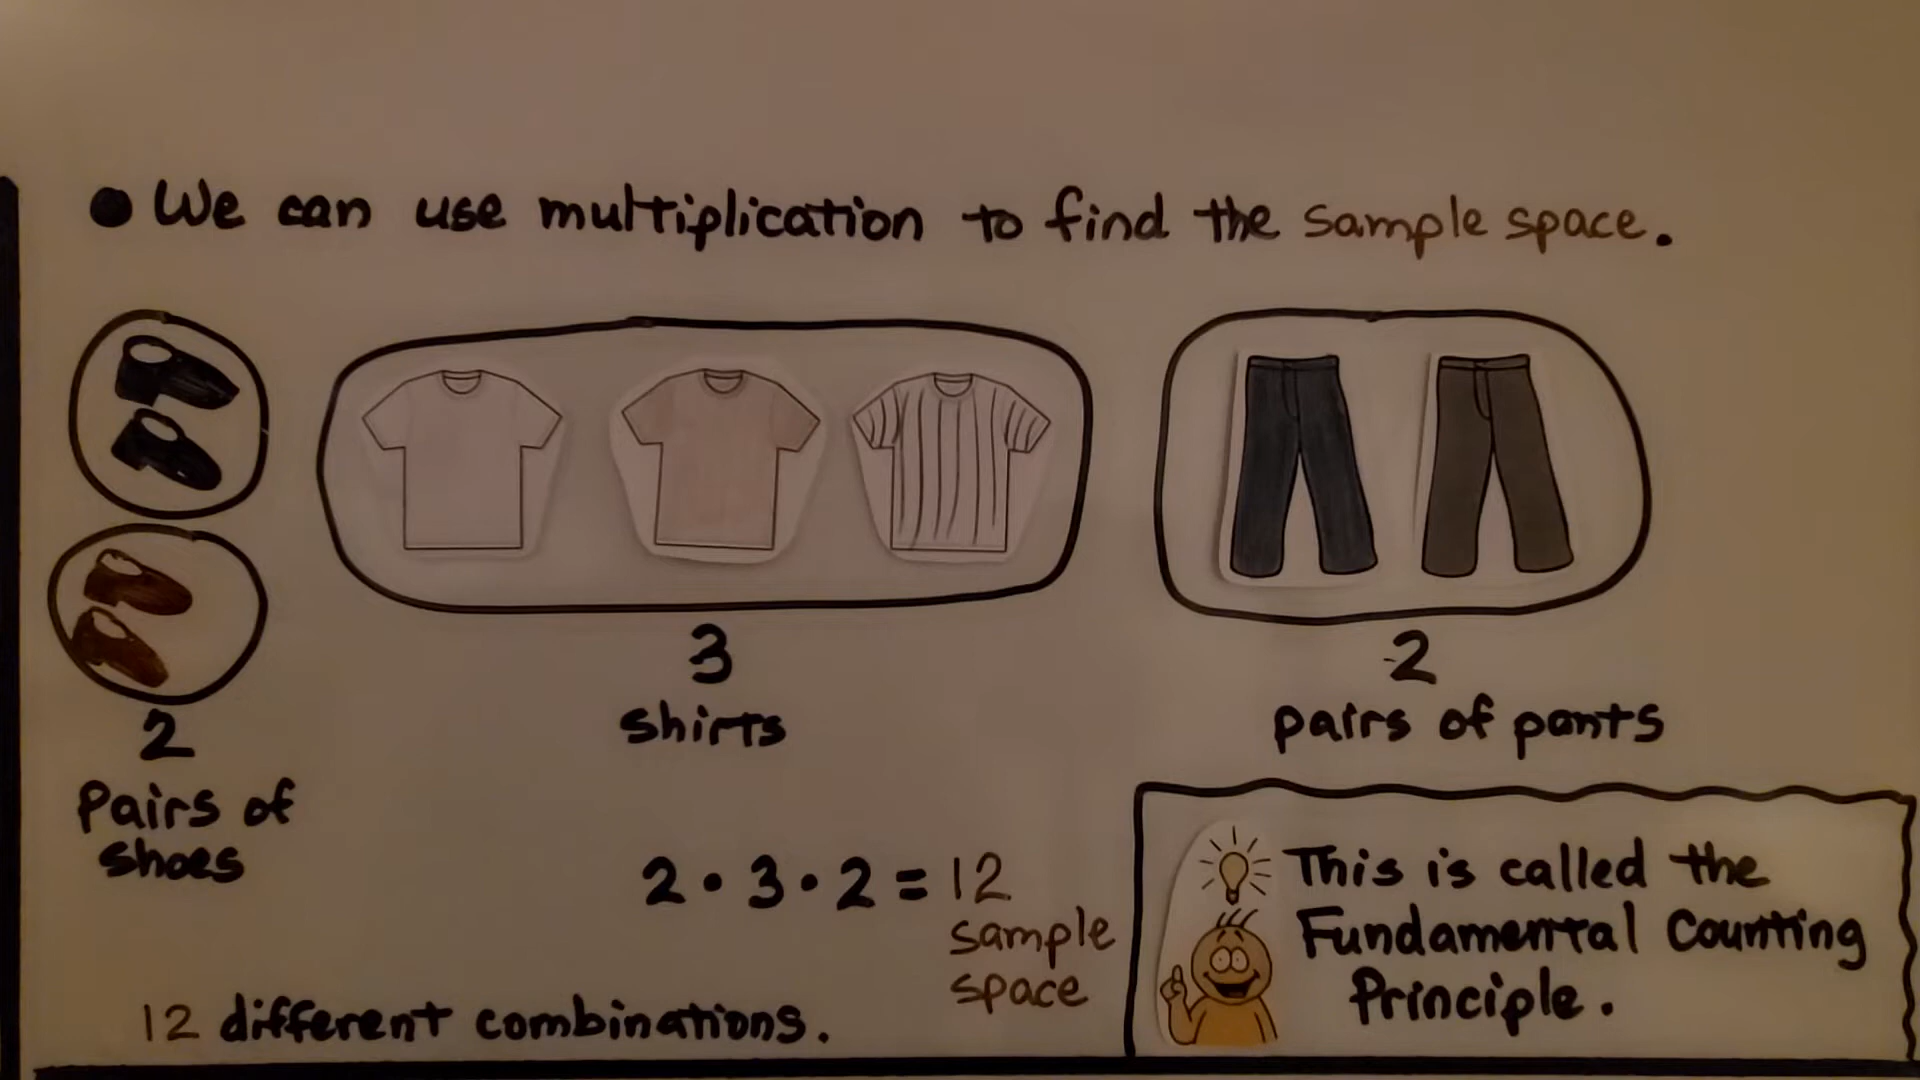 • We can use multiplication to find the sample space.
2
Pairs of
shoes
3
shirts
2
pairs of pants
2 • 3 • 2 = 12
sample
space
12 different combinations.
This is called the
Fundamental Counting
Principle.